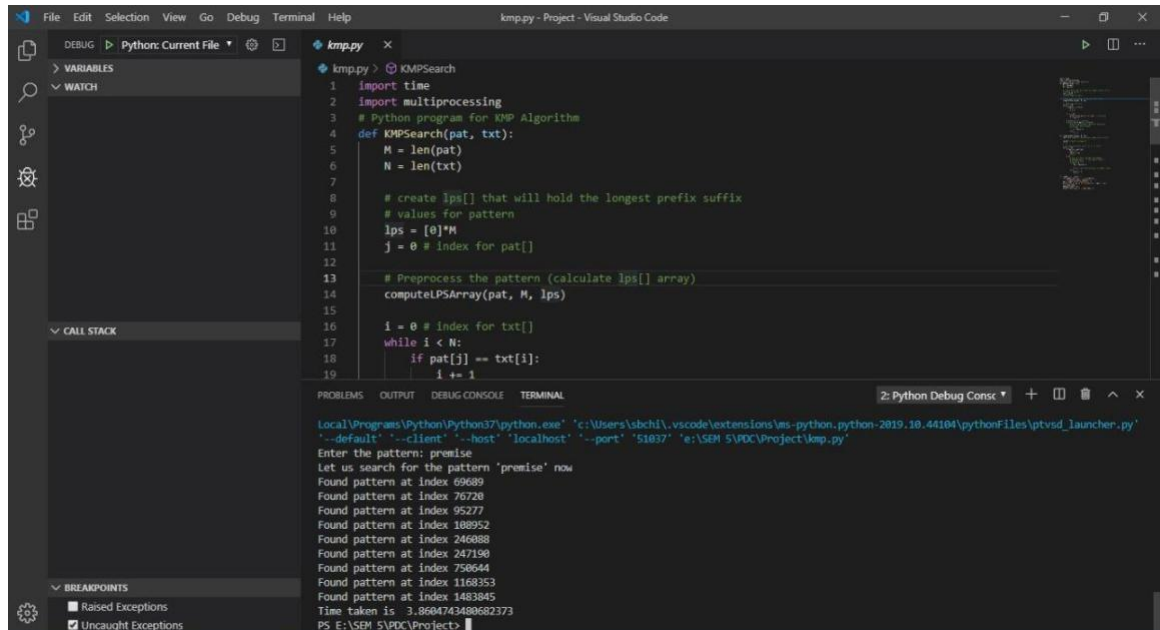 File Edit Selection View Go Debug Terminal Help
kmp.py - Project - Visual Studio Code
DEBUG Python: Current File
kmp.py
VARIABLES
WATCH
kmp.py > KMPSearch
1 import time
2 import multiprocessing
3 # Python program for KMP Algorithm
4 def KMPSearch(pat, txt):
5 M = len(pat)
6 N = len(txt)
7
8 # create lps[] that will hold the longest prefix suffix
9 # values for pattern
10 lps = [0]*M
11 j = 0 # index for pat[]
12
13 # Preprocess the pattern (calculate lps[] array)
14 computeLPSArray(pat, M, lps)
15
16 i = 0 # index for txt[]
17 while i < N:
18 if pat[j] == txt[i]:
19 i += 1
CALL STACK
PROBLEMS OUTPUT DEBUG CONSOLE TERMINAL
2: Python Debug Consc
Local\Programs\Python\Python37\python.exe' 'c:\Users\sbchi\.vscode\extensions\ms-python.python-2019.10.44104\pythonFiles\ptvsd_launcher.py'
'--default' '--client' '--host' 'localhost' '--port' '51037' 'e:\SEM 5\PDC\Project\kmp.py'
Enter the pattern: premise
Let us search for the pattern 'premise' now
Found pattern at index 69689
Found pattern at index 76720
Found pattern at index 95277
Found pattern at index 108952
Found pattern at index 246088
Found pattern at index 247190
Found pattern at index 750644
Found pattern at index 1168353
Found pattern at index 1483845
Time taken is 3.8604743480682373
PS E:\SEM 5\PDC\Project>
BREAKPOINTS
Raised Exceptions
Uncaught Exceptions